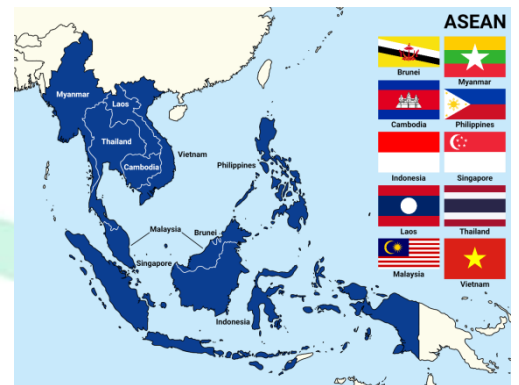 ASEAN
Brunei
Myanmar
Cambodia
Philippines
Indonesia
Singapore
Laos
Thailand
Malaysia
Vietnam
Myanmar
Laos
Thailand
Vietnam
Cambodia
Philippines
Malaysia
Brunei
Singapore
Indonesia